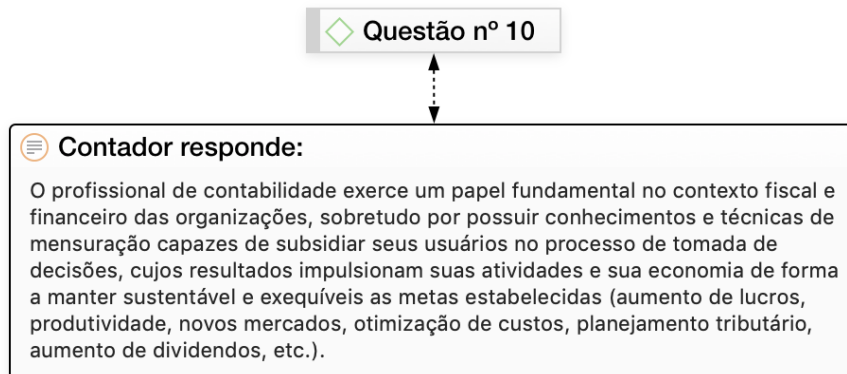 Questão nº 10
Contador responde:
O profissional de contabilidade exerce um papel fundamental no contexto fiscal e
financeiro das organizações, sobretudo por possuir conhecimentos e técnicas de
mensuração capazes de subsidiar seus usuários no processo de tomada de
decisões, cujos resultados impulsionam suas atividades e sua economia de forma
a manter sustentável e exequíveis as metas estabelecidas (aumento de lucros,
produtividade, novos mercados, otimização de custos, planejamento tributário,
aumento de dividendos, etc.).